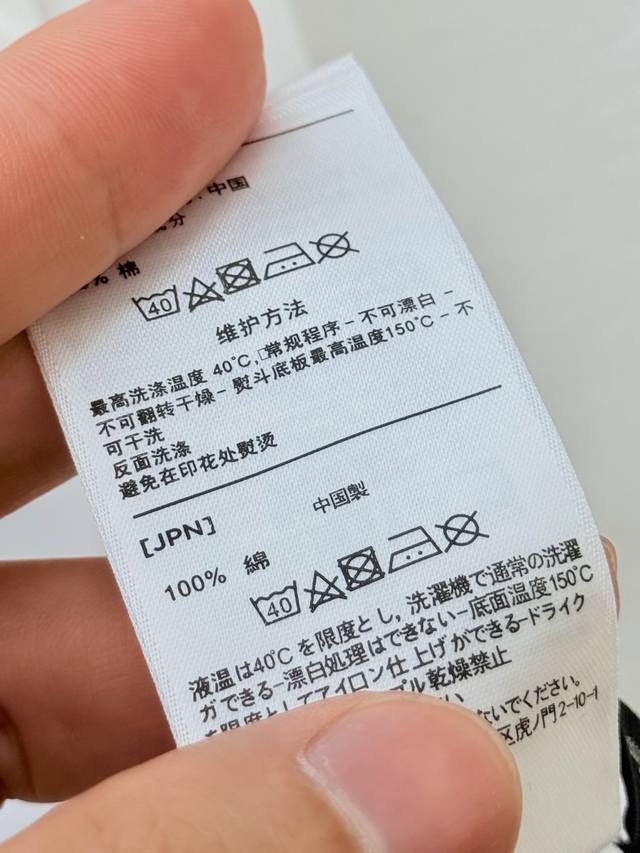 中国
分
% 棉
40
维护方法
最高洗涤温度 40℃,□常规程序 - 不可漂白 -
不可翻转干燥 - 熨斗底板最高温度150℃ - 不
可干洗
反面洗涤
避免在印花处熨烫
[JPN]
中国製
100% 綿
40
液温は40℃を限度とし, 洗濯機で通常の洗濯
ができる-漂白処理はできない-底面温度150℃
を限度としてアイロン仕上げができる-ドライク
ル乾燥禁止
ないでください。
区虎ノ門2-10-1